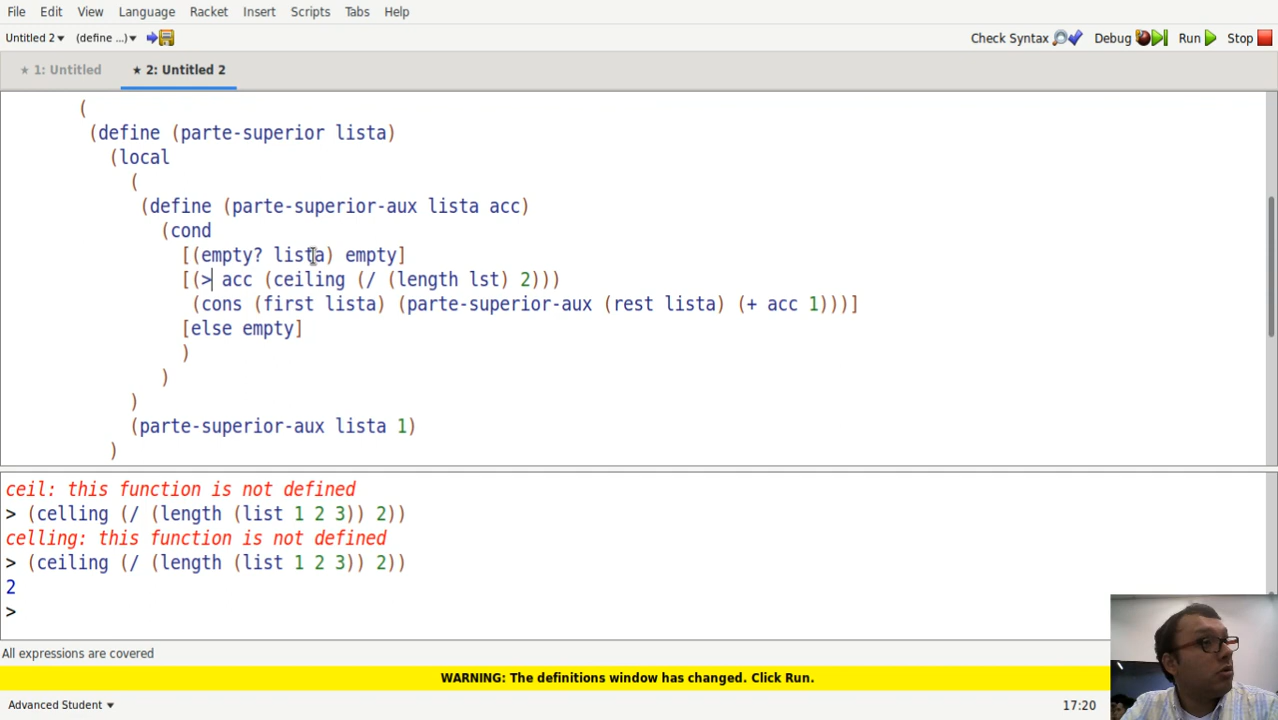 File Edit View Language Racket Insert Scripts Tabs Help
Untitled 2 (define ...) Check Syntax Debug Run Stop
★ 1: Untitled ★ 2: Untitled 2
(
(define (parte-superior lista)
(local
(
(define (parte-superior-aux lista acc)
(cond
[(empty? lista) empty]
[(> acc (ceiling (/ (length lst) 2)))
(cons (first lista) (parte-superior-aux (rest lista) (+ acc 1)))]
[else empty]
)
)
)
(parte-superior-aux lista 1)
)
ceil: this function is not defined
> (celling (/ (length (list 1 2 3)) 2))
celling: this function is not defined
> (ceiling (/ (length (list 1 2 3)) 2))
2
>
All expressions are covered
WARNING: The definitions window has changed. Click Run.
Advanced Student 17:20